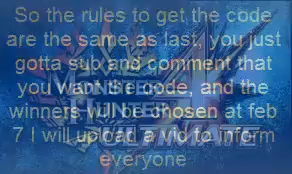 So the rules to get the code
are the same as last, you just
gotta sub and comment that
you want the code, and the
winners will be chosen at feb
7 I will upload a vid to inform
everyone
HUNTER
ULTIMATE